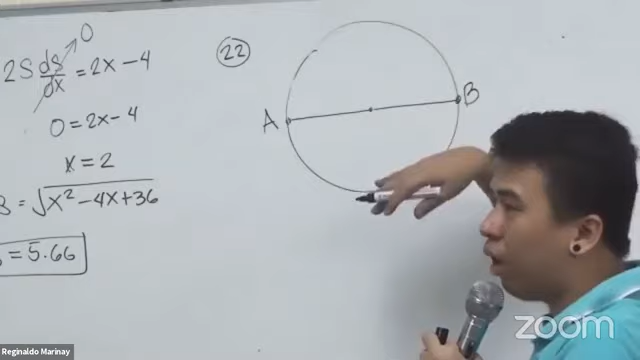 0
2S ds/dx = 2x - 4
0 = 2x - 4
x = 2
= √x² - 4x + 36
= 5.66
22
A
B
Reginaldo Marinay
zoom